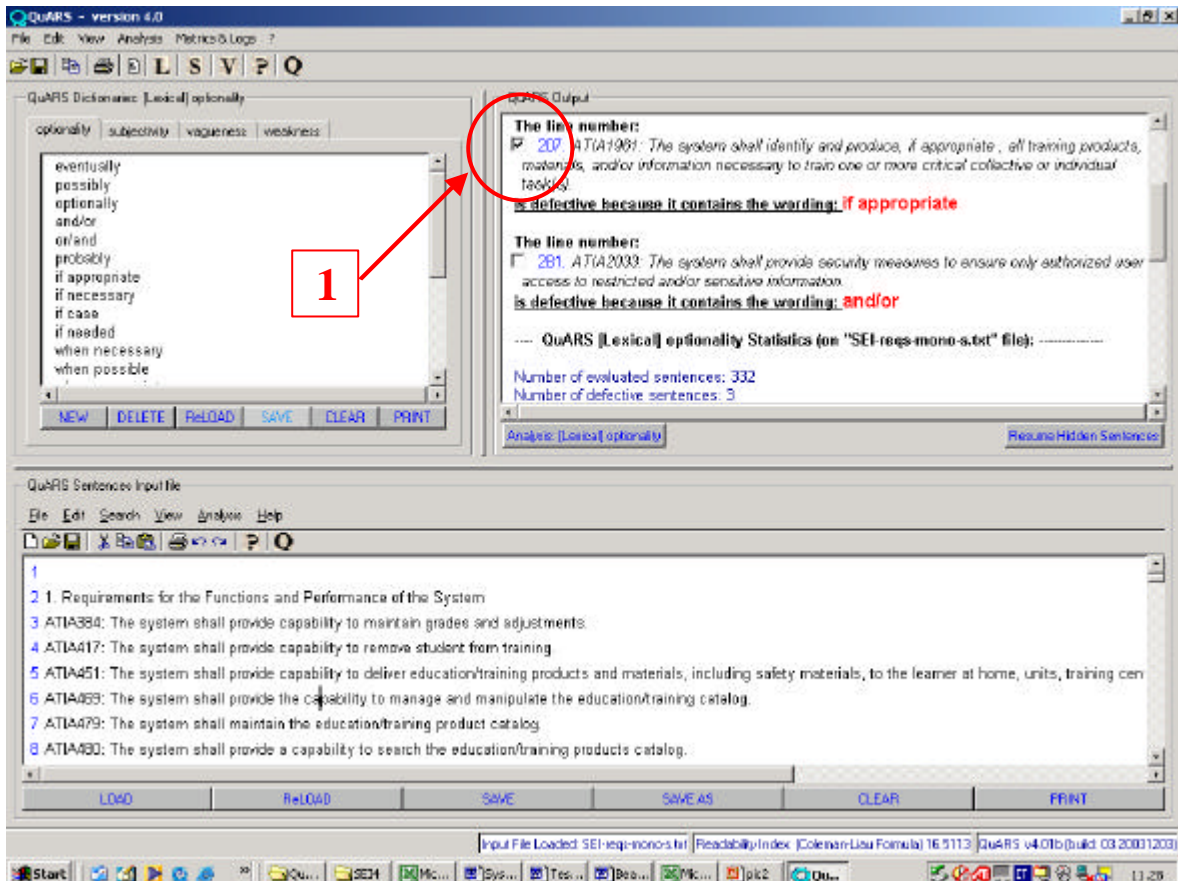 QuARS - version 4.0
File Edit View Analysis Metrics & Logs ?
L S V ? Q
QuARS Dictionaries: [Lexical] optionality
optionality subjectivity vagueness weakness
eventually
possibly
optionally
and/or
or/and
probably
if appropriate
if necessary
if case
if needed
when necessary
when possible
NEW DELETE ReLOAD SAVE CLEAR PRINT
1
QuARS Output
The line number:
207. ATIA1981: The system shall identify and produce, if appropriate , all training products,
materials, and/or information necessary to train one or more critical collective or individual
task(s).
is defective because it contains the wording: if appropriate
The line number:
281. ATIA2033: The system shall provide security measures to ensure only authorized user
access to restricted and/or sensitive information.
is defective because it contains the wording: and/or
---- QuARS [Lexical] optionality Statistics (on "SEI-reqs-mono-s.txt" file): -------------
Number of evaluated sentences: 332
Number of defective sentences: 3
Analysis: [Lexical] optionality Resume Hidden Sentences
QuARS Sentences Input file
File Edit Search View Analysis Help
? Q
1
2 1. Requirements for the Functions and Performance of the System
3 ATIA384: The system shall provide capability to maintain grades and adjustments.
4 ATIA417: The system shall provide capability to remove student from training.
5 ATIA451: The system shall provide capability to deliver education/training products and materials, including safety materials, to the learner at home, units, training cen
6 ATIA469: The system shall provide the capability to manage and manipulate the education/training catalog.
7 ATIA479: The system shall maintain the education/training product catalog.
8 ATIA480: The system shall provide a capability to search the education/training products catalog.
LOAD ReLOAD SAVE SAVE AS CLEAR PRINT
Input File Loaded: SEI-reqs-mono-s.txt Readability Index: (Coleman-Liau Formula) 16.5113 QuARS v4.01b (build: 03.20031203)
Start Qu... SEI4 Mic... Sys... Tes... Bea... Mic... pic2 Qu... 11.28